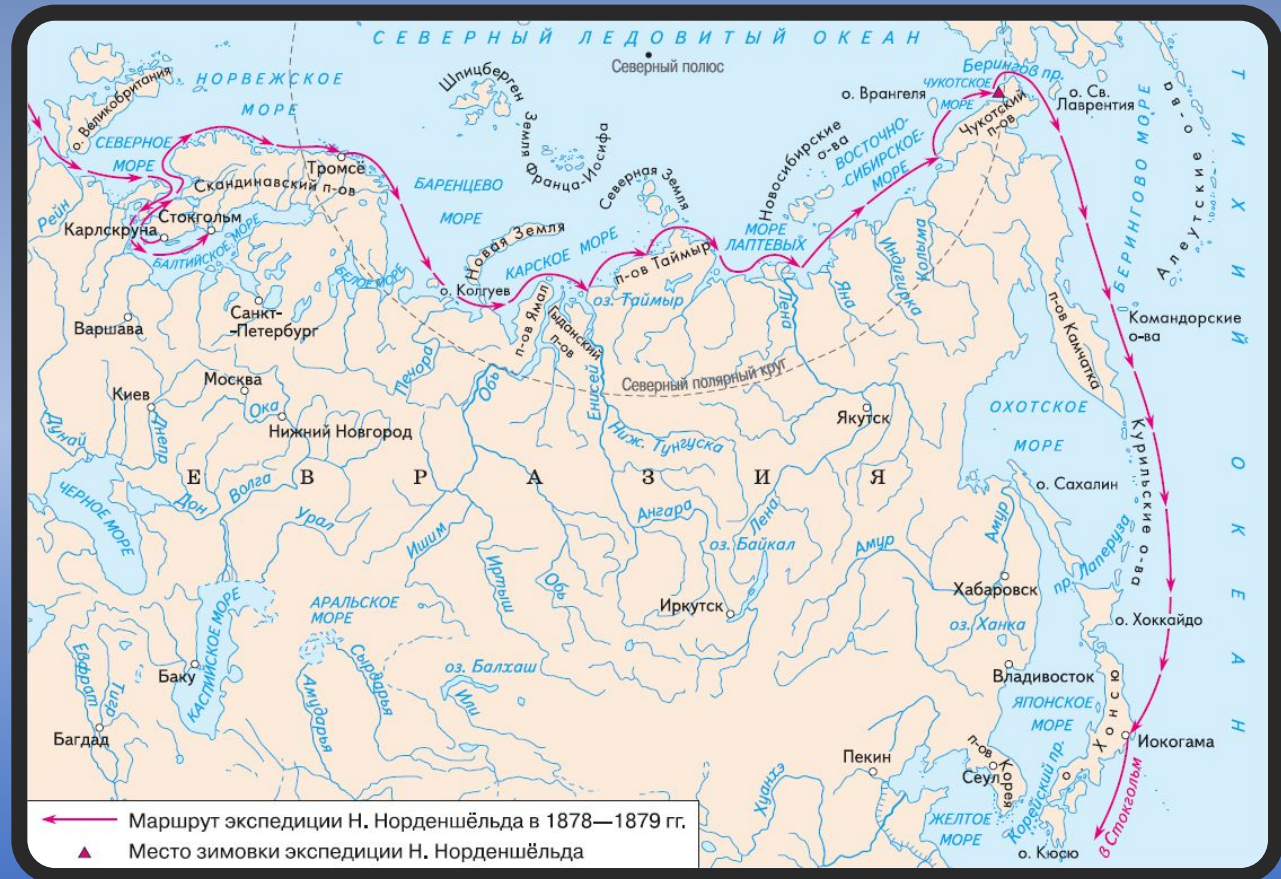 СЕВЕРНЫЙ ЛЕДОВИТЫЙ ОКЕАН
Северный полюс
НОРВЕЖСКОЕ
МОРЕ
о. Великобритания
СЕВЕРНОЕ
МОРЕ
Шпицберген
Земля Франца-Иосифа
Северная Земля
Новосибирские
о-ва
о. Врангеля
ЧУКОТСКОЕ
МОРЕ
Берингов пр.
о. Св.
Лаврентия
Чукотский
п-ов
ВОСТОЧНО-
-СИБИРСКОЕ-
МОРЕ
БЕРИНГОВО МОРЕ
Алеутские о-ва
ТИХИЙ ОКЕАН
Тромсё
Скандинавский п-ов
Рейн
Карлскруна
Стокгольм
БАЛТИЙСКОЕ МОРЕ
БАРЕНЦЕВО
МОРЕ
БЕЛОЕ МОРЕ
Новая Земля
КАРСКОЕ МОРЕ
п-ов Таймыр
оз. Таймыр
МОРЕ
ЛАПТЕВЫХ
о. Колгуев
п-ов Ямал
Гыданский
п-ов
Лена
Яна
Индигирка
Колыма
Варшава
Санкт-
-Петербург
Печора
Обь
Енисей
Северный полярный круг
п-ов Камчатка
Командорские
о-ва
Киев
Москва
Ока
Нижний Новгород
Дунай
Днепр
Ниж. Тунгуска
Якутск
ОХОТСКОЕ
МОРЕ
Курильские о-ва
ЕВРАЗИЯ
ЧЕРНОЕ МОРЕ
Дон
Волга
Урал
Ишим
Иртыш
Обь
Ангара
Лена
оз. Байкал
Амур
Амур
о. Сахалин
пр. Лаперуза
Иркутск
Хабаровск
оз. Ханка
о. Хоккайдо
АРАЛЬСКОЕ
МОРЕ
КАСПИЙСКОЕ МОРЕ
Баку
Евфрат
Тигр
Багдад
Амударья
Сырдарья
оз. Балхаш
Или
Владивосток
ЯПОНСКОЕ
МОРЕ
о. Хонсю
Иокогама
Пекин
Хуанхэ
п-ов Корея
Сеул
ЖЕЛТОЕ
МОРЕ
Корейский пр.
о. Кюсю
в Стокгольм
Маршрут экспедиции Н. Норденшёльда в 1878—1879 гг.
Место зимовки экспедиции Н. Норденшёльда